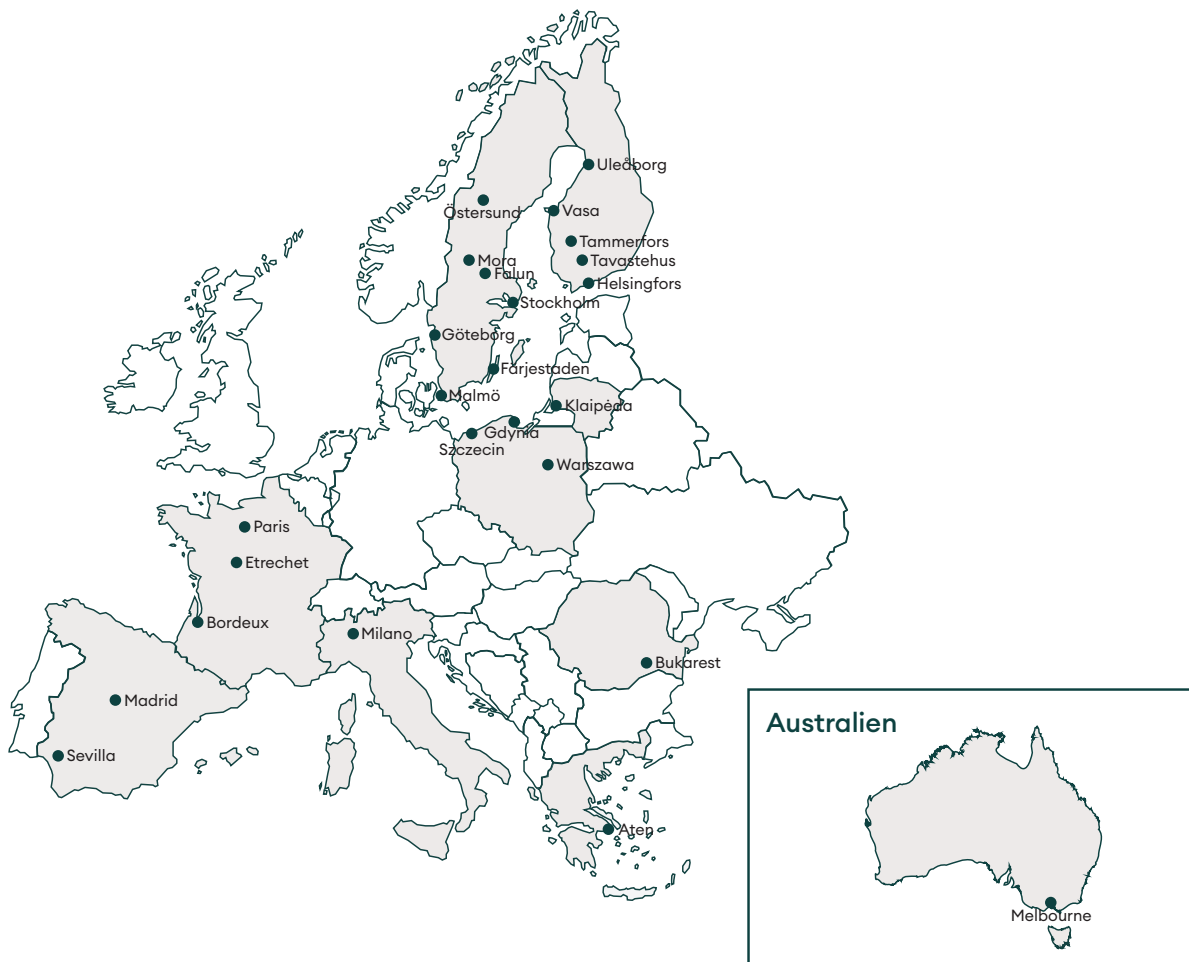 Uleåborg
Östersund
Vasa
Tammerfors
Mora
Tavastehus
Falun
Helsingfors
Stockholm
Göteborg
Färjestaden
Malmö
Klaipėda
Gdynia
Szczecin
Warszawa
Paris
Etrechet
Bordeux
Milano
Bukarest
Madrid
Australien
Sevilla
Aten
Melbourne